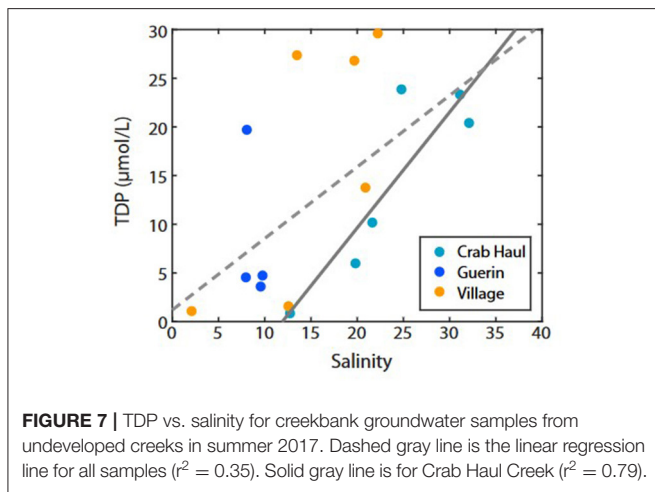 30
25
20
15
10
5
0
TDP (μmol/L)
Crab Haul
Guerin
Village
0 5 10 15 20 25 30 35 40
Salinity
FIGURE 7 | TDP vs. salinity for creekbank groundwater samples from
undeveloped creeks in summer 2017. Dashed gray line is the linear regression
line for all samples (r² = 0.35). Solid gray line is for Crab Haul Creek (r² = 0.79).